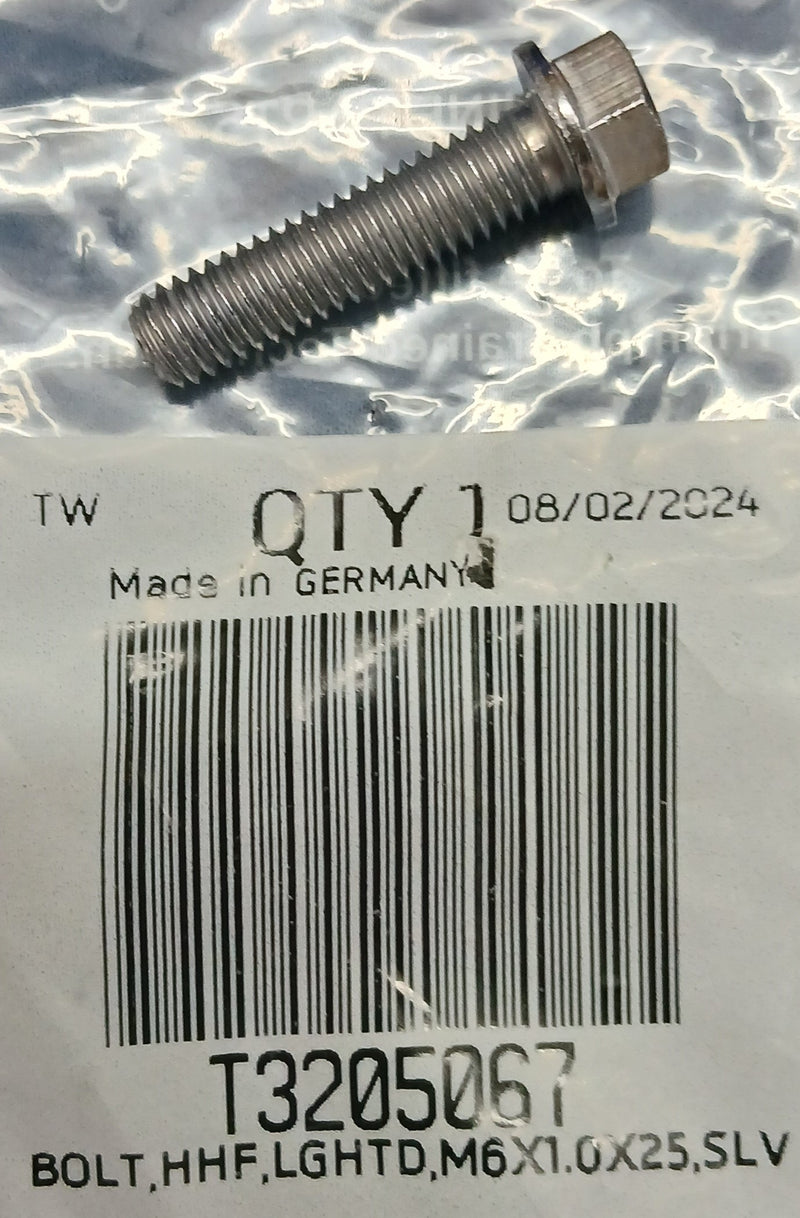 TW QTY 1 08/02/2024
Made in GERMANY
T3205067
BOLT,HHF,LGHTD,M6X1.0X25,SLV